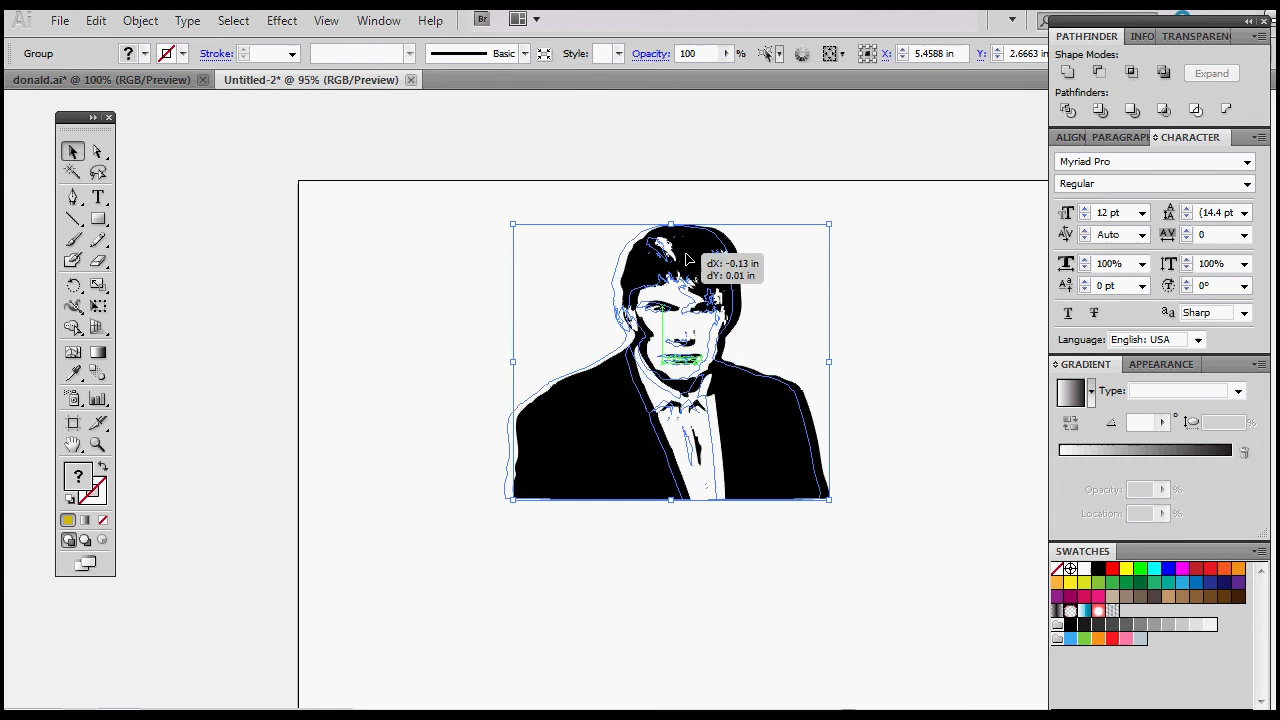 Ai File Edit Object Type Select Effect View Window Help Br
Group ? Stroke: Basic Style: Opacity: 100 % X: 5.4588 in Y: 2.6663 in
donald.ai* @ 100% (RGB/Preview) Untitled-2* @ 95% (RGB/Preview)
PATHFINDER INFO TRANSPAREN
Shape Modes:
Expand
Pathfinders:
ALIGN PARAGRAPH CHARACTER
Myriad Pro
Regular
12 pt (14.4 pt
Auto 0
100% 100%
0 pt 0°
Sharp
Language: English: USA
GRADIENT APPEARANCE
Type:
°
%
Opacity: %
Location: %
SWATCHES
dX: -0.13 in
dY: 0.01 in
?